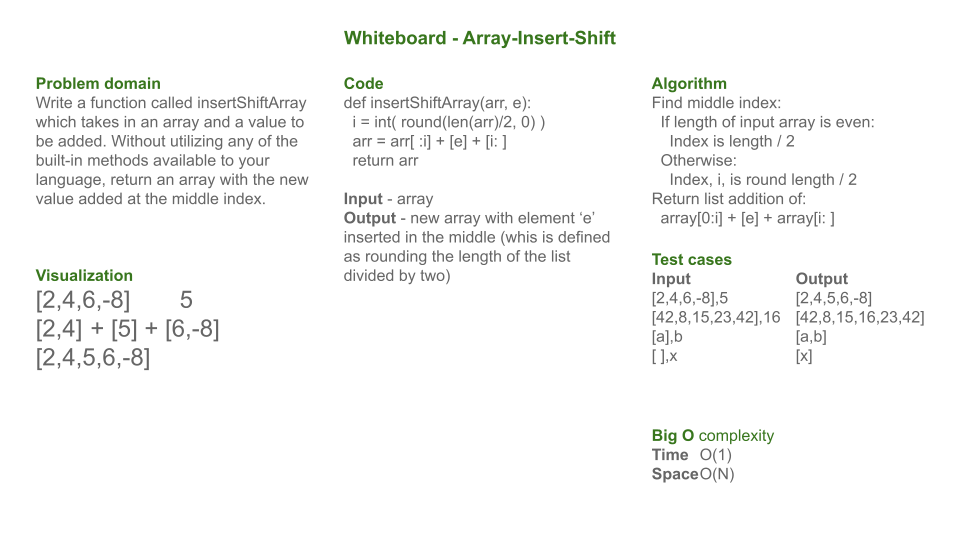 Whiteboard - Array-Insert-Shift
Problem domain
Write a function called insertShiftArray
which takes in an array and a value to
be added. Without utilizing any of the
built-in methods available to your
language, return an array with the new
value added at the middle index.
Visualization
[2,4,6,-8] 5
[2,4] + [5] + [6,-8]
[2,4,5,6,-8]
Code
def insertShiftArray(arr, e):
i = int( round(len(arr)/2, 0) )
arr = arr[ :i] + [e] + [i: ]
return arr
Input - array
Output - new array with element ‘e’
inserted in the middle (whis is defined
as rounding the length of the list
divided by two)
Algorithm
Find middle index:
If length of input array is even:
Index is length / 2
Otherwise:
Index, i, is round length / 2
Return list addition of:
array[0:i] + [e] + array[i: ]
Test cases
Input Output
[2,4,6,-8],5 [2,4,5,6,-8]
[42,8,15,23,42],16 [42,8,15,16,23,42]
[a],b [a,b]
[ ],x [x]
Big O complexity
Time O(1)
Space O(N)